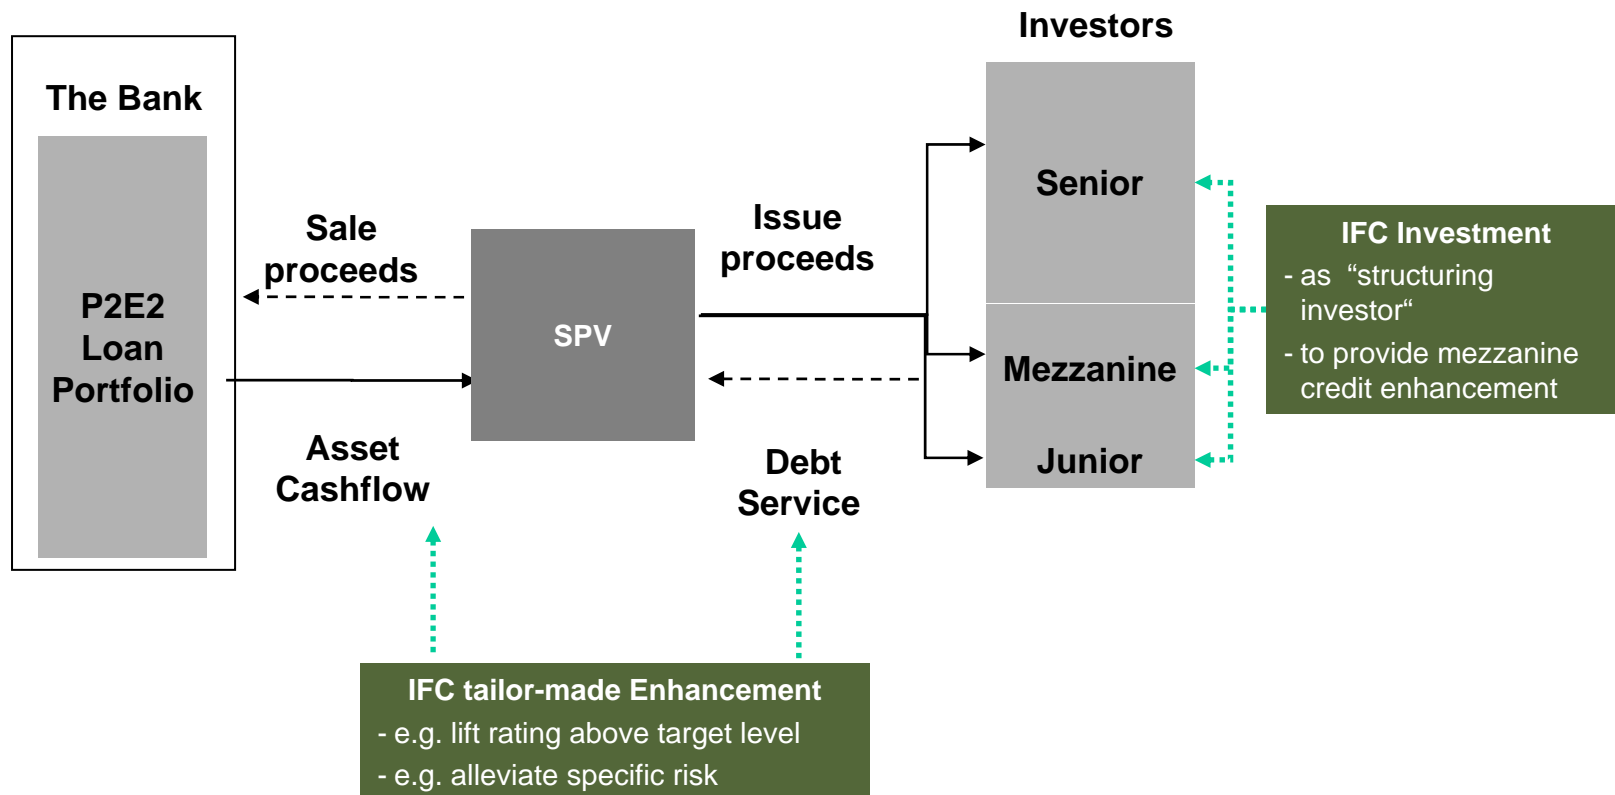 Investors
The Bank
P2E2
Loan
Portfolio
Sale
proceeds
Asset
Cashflow
SPV
Issue
proceeds
Debt
Service
Senior
Mezzanine
Junior
IFC Investment
- as “structuring
investor“
- to provide mezzanine
credit enhancement
IFC tailor-made Enhancement
- e.g. lift rating above target level
- e.g. alleviate specific risk